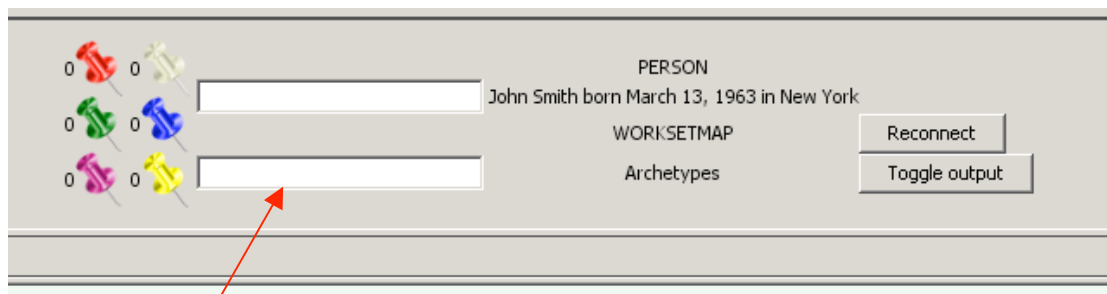 0 0 PERSON
John Smith born March 13, 1963 in New York
0 0 WORKSETMAP Reconnect
0 0 Archetypes Toggle output